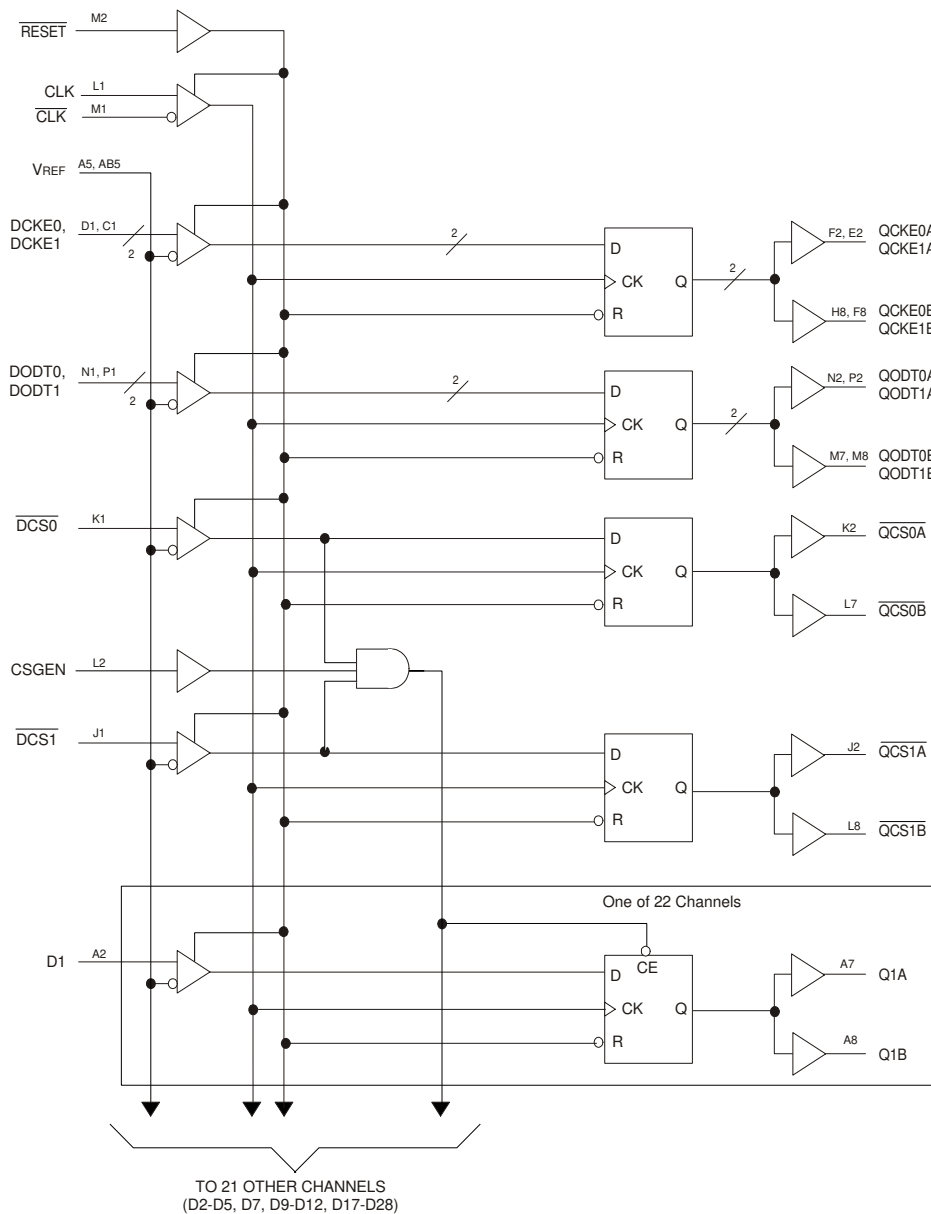 RESET M2
CLK L1
CLK M1
VREF A5, AB5
DCKE0, D1, C1
DCKE1 2
2
D
CK Q
R
2
F2, E2 QCKE0A
QCKE1A
H8, F8 QCKE0B
QCKE1B
DODT0, N1, P1
DODT1 2
2
D
CK Q
R
2
N2, P2 QODT0A
QODT1A
M7, M8 QODT0B
QODT1B
DCS0 K1
D
CK Q
R
K2 QCS0A
L7 QCS0B
CSGEN L2
DCS1 J1
D
CK Q
R
J2 QCS1A
L8 QCS1B
One of 22 Channels
D1 A2
CE
D
CK Q
R
A7 Q1A
A8 Q1B
TO 21 OTHER CHANNELS
(D2-D5, D7, D9-D12, D17-D28)